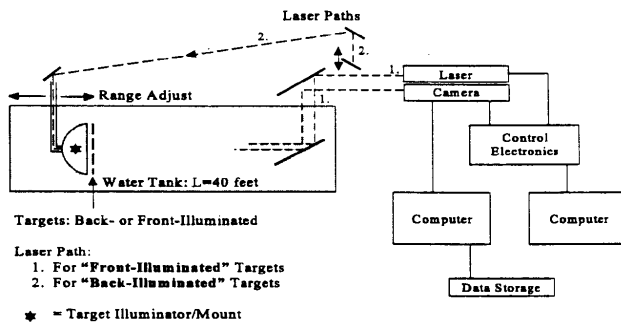 Laser Paths
2.
2.
1.
Laser
Camera
Range Adjust
1.
Control
Electronics
Water Tank: L=40 feet
Targets: Back- or Front-Illuminated
Computer
Computer
Laser Path:
1. For "Front-Illuminated" Targets
2. For "Back-Illuminated" Targets
Data Storage
= Target Illuminator/Mount